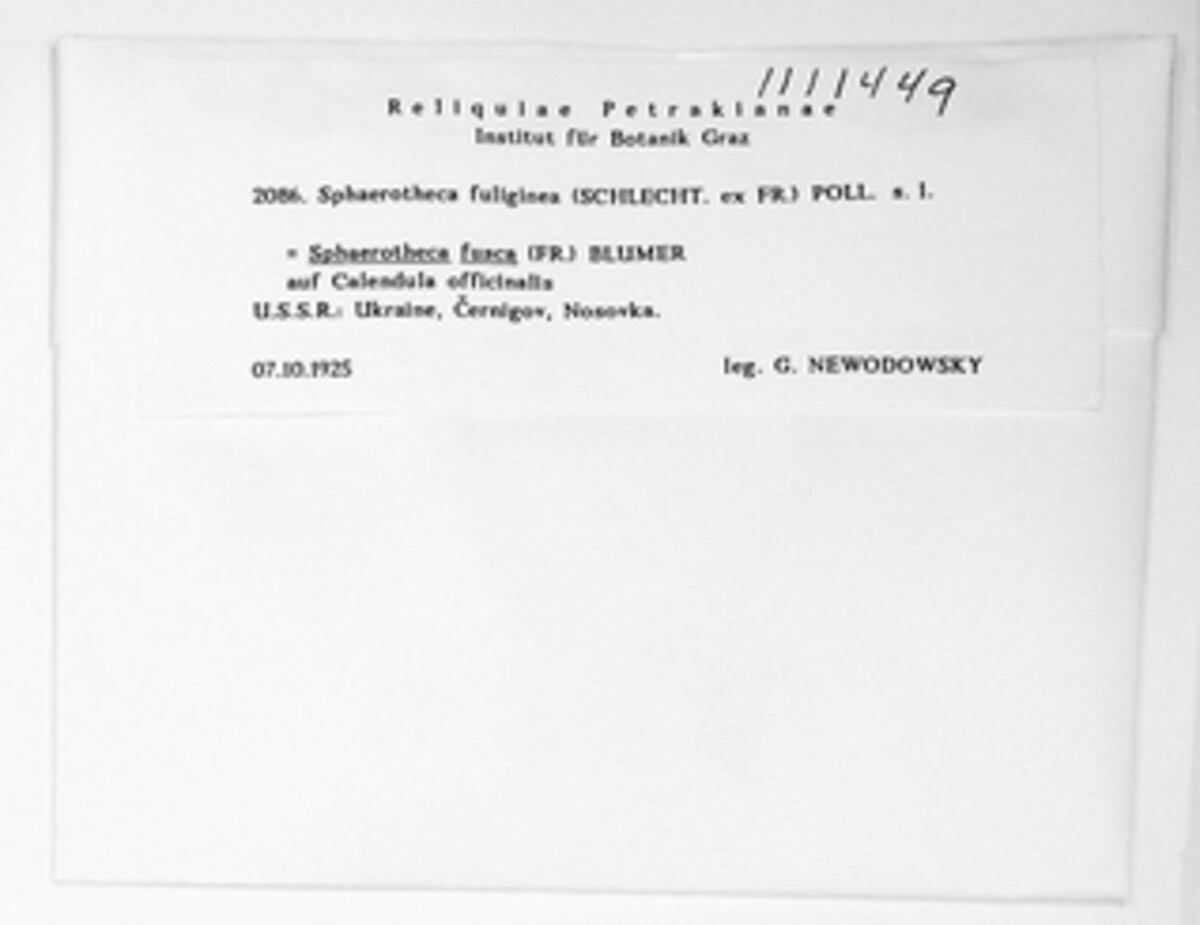 1111449
Reliquiae Petrakianae
Institut für Botanik Graz
2086. Sphaerotheca fuliginea (SCHLECHT. ex FR.) POLL. s. l.
= Sphaerotheca fusca (FR.) BLUMER
auf Calendula officinalis
U.S.S.R.: Ukraine, Černigov, Nosovka.
07.10.1925 leg. G. NEWODOWSKY